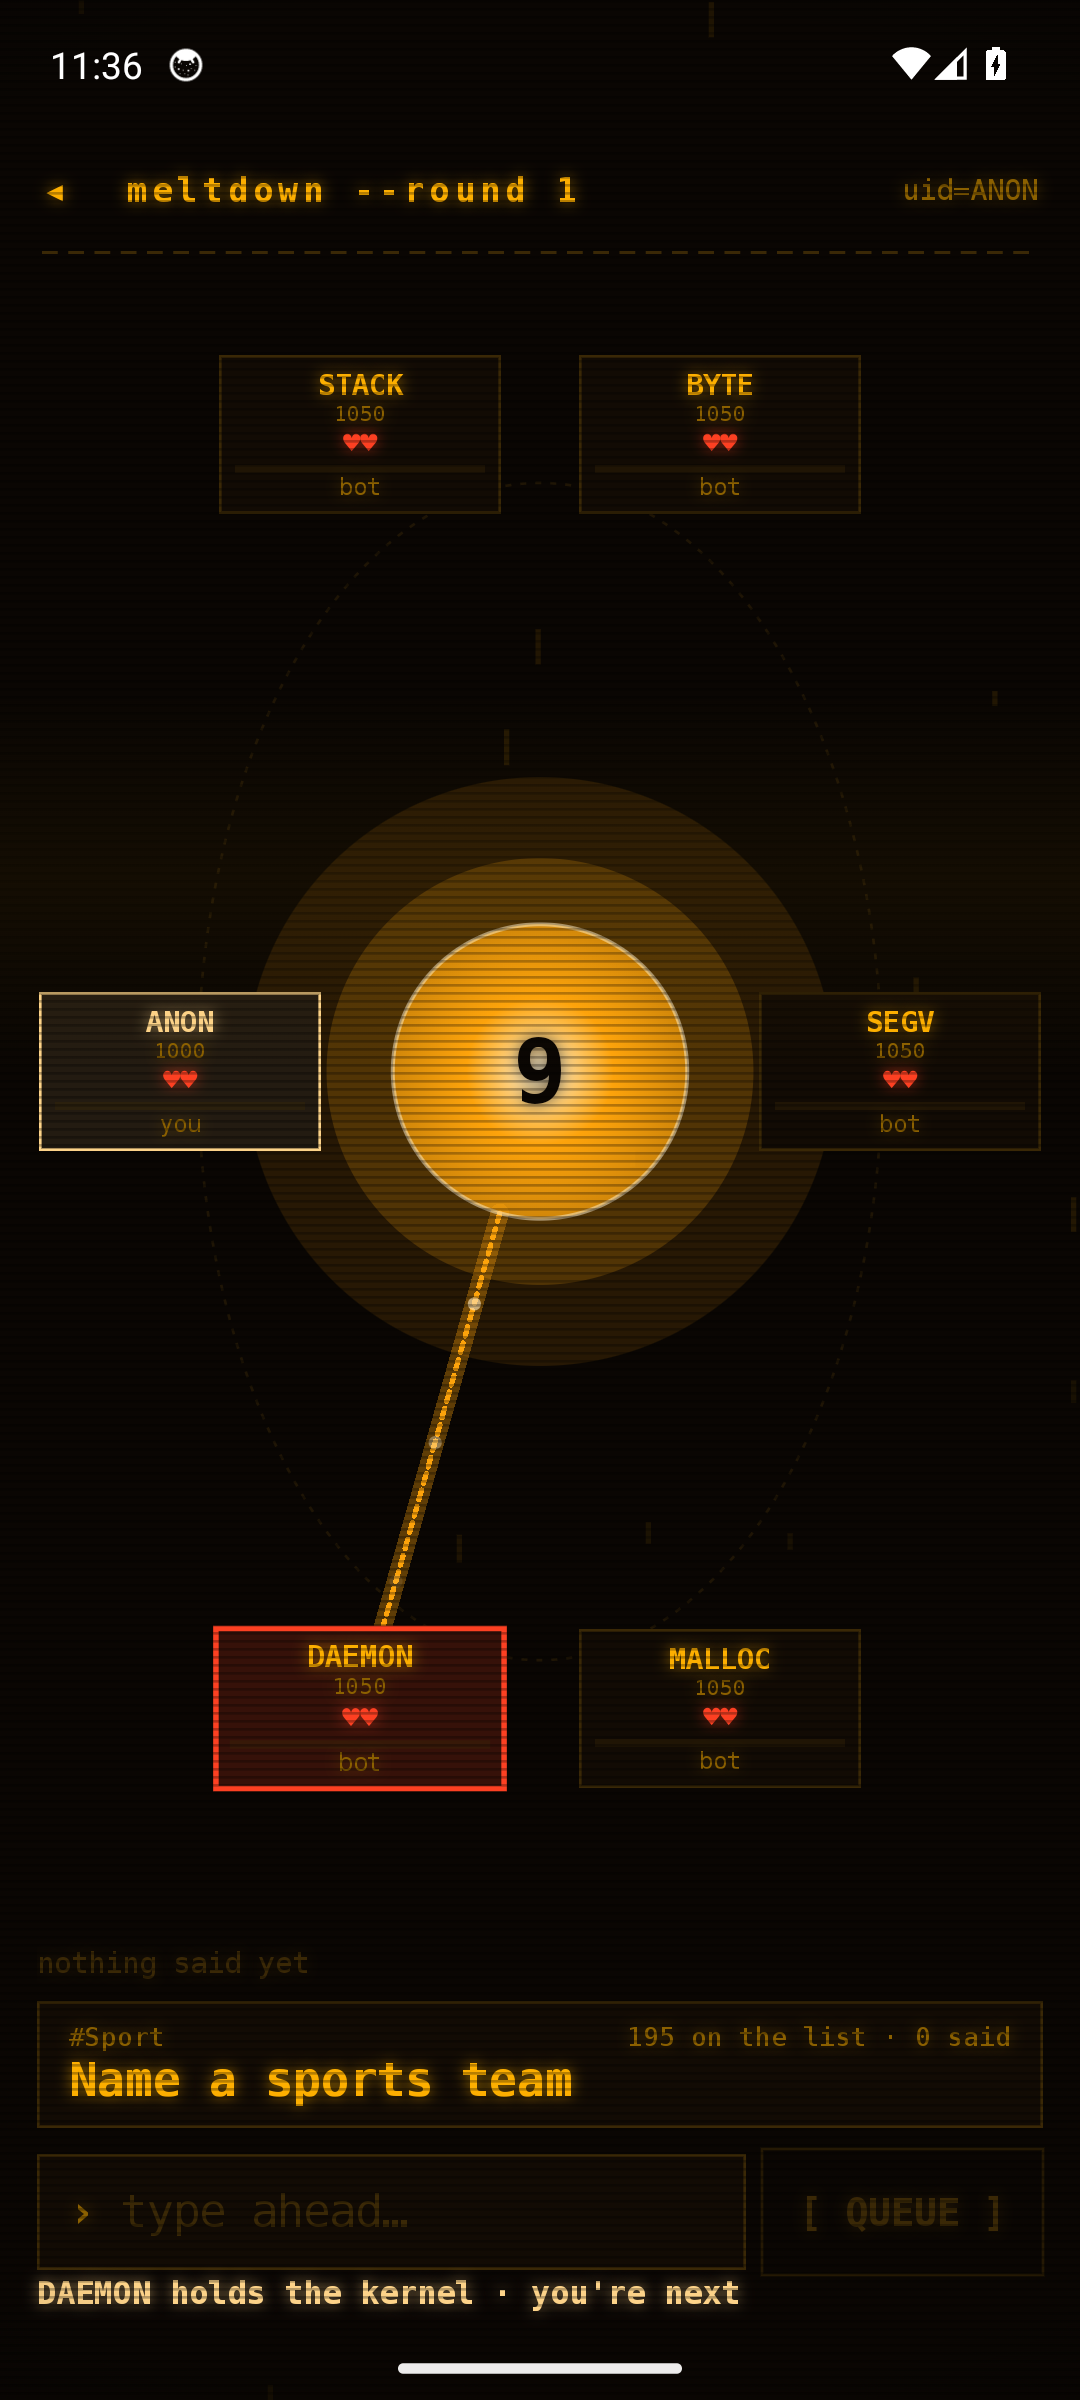 11:36
◂ meltdown --round 1
uid=ANON
STACK
1050
♥♥
bot
BYTE
1050
♥♥
bot
ANON
1000
♥♥
you
9
SEGV
1050
♥♥
bot
DAEMON
1050
♥♥
bot
MALLOC
1050
♥♥
bot
nothing said yet
#Sport
195 on the list · 0 said
Name a sports team
› type ahead…
[ QUEUE ]
DAEMON holds the kernel · you're next